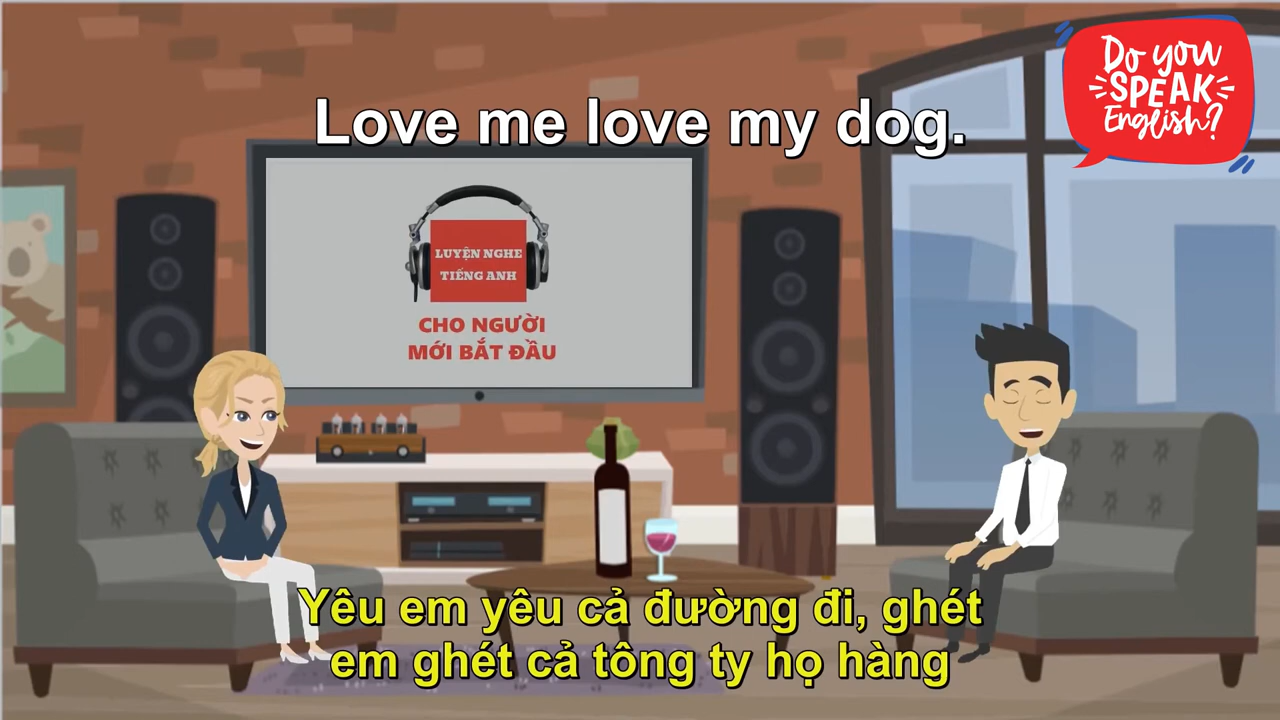 Do you
SPEAK
English?
Love me love my dog.
LUYỆN NGHE
TIẾNG ANH
CHO NGƯỜI
MỚI BẮT ĐẦU
Yêu em yêu cả đường đi, ghét
em ghét cả tông ty họ hàng